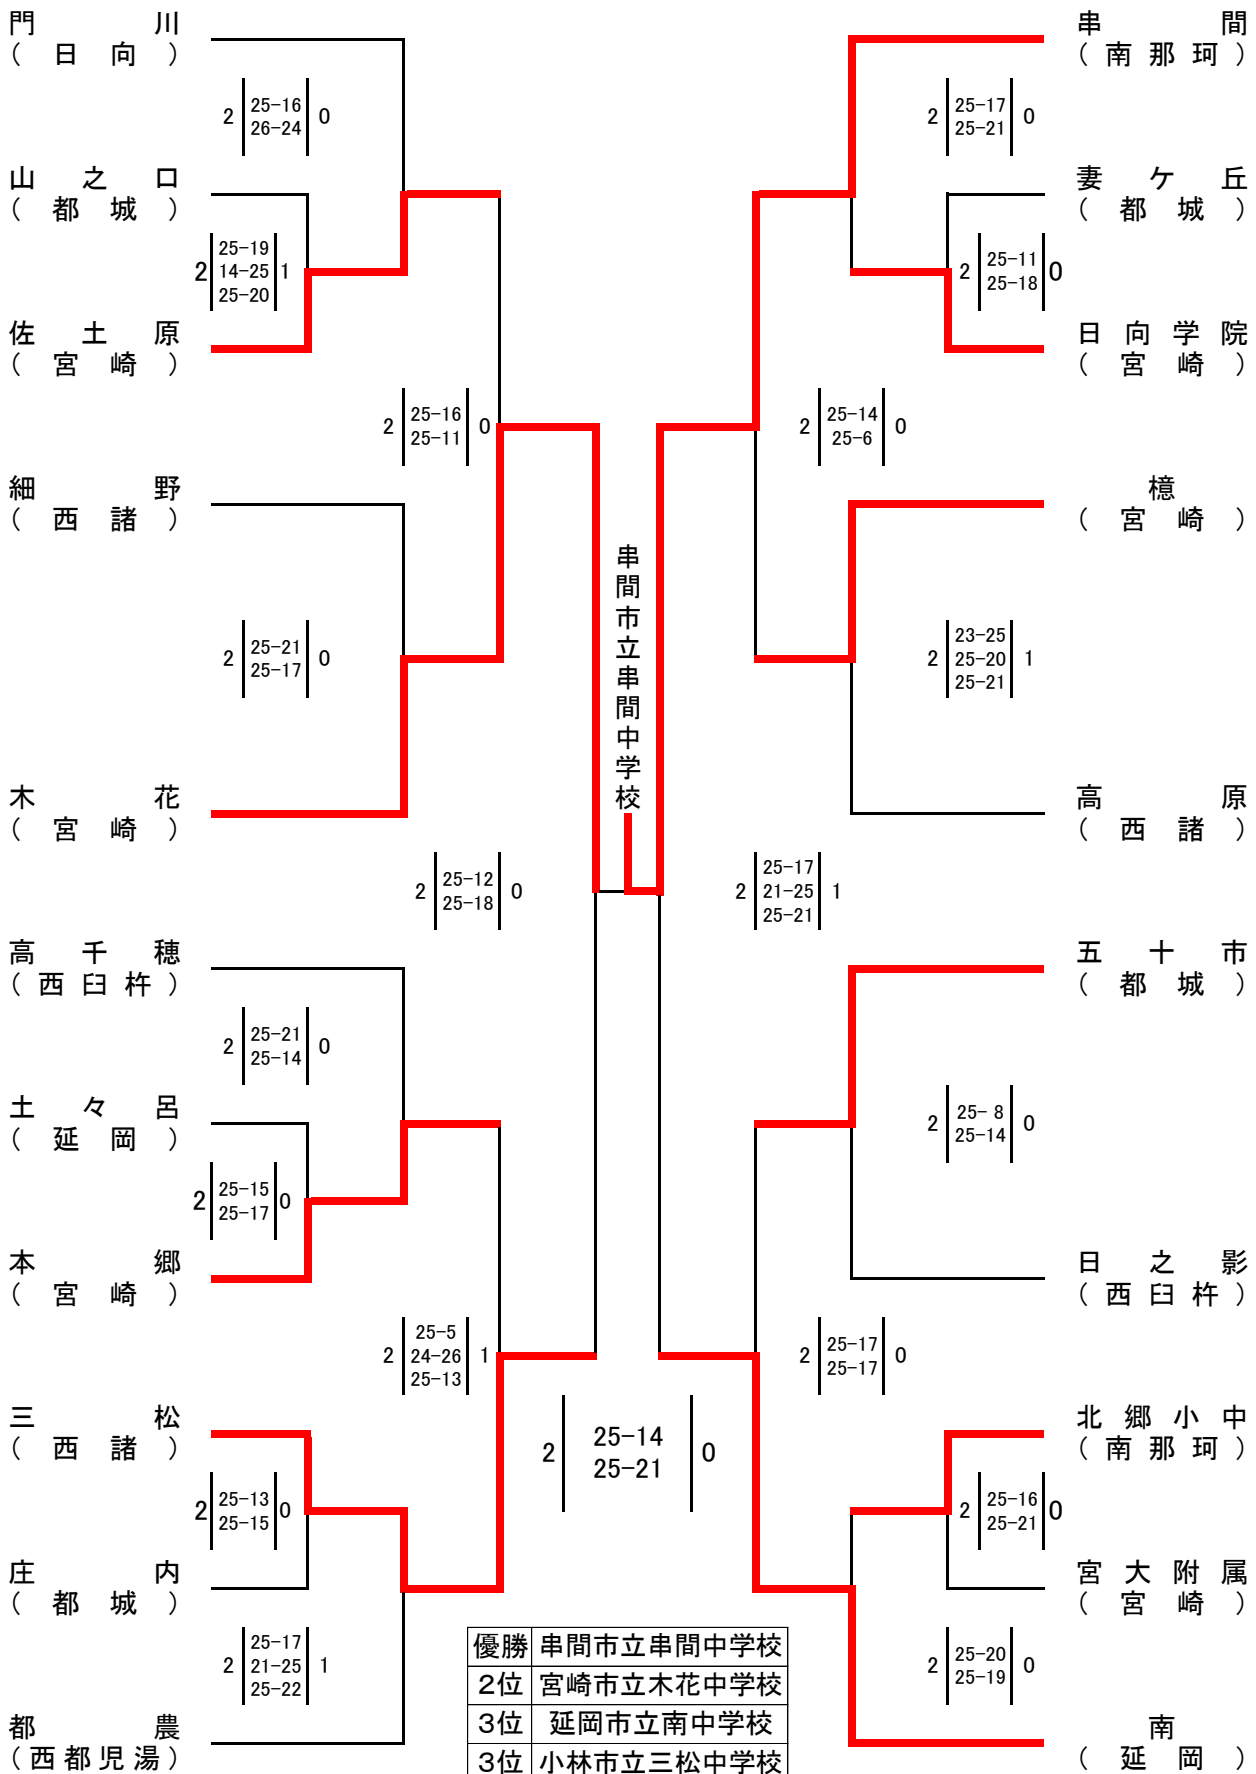 門川
（日向）
2 25-16 0
26-24
山之口
（都城）
2 25-19 1
14-25
25-20
佐土原
（宮崎）
2 25-16 0
25-11
細野
（西諸）
2 25-21 0
25-17
木花
（宮崎）
2 25-12 0
25-18
高千穂
（西臼杵）
2 25-21 0
25-14
土々呂
（延岡）
2 25-15 0
25-17
本郷
（宮崎）
2 25-5 1
24-26
25-13
三松
（西諸）
2 25-13 0
25-15
庄内
（都城）
2 25-17 1
21-25
25-22
都農
（西都児湯）
串間市立串間中学校
2 25-14 0
25-21
串間
（南那珂）
2 25-17 0
25-21
妻ケ丘
（都城）
2 25-11 0
25-18
日向学院
（宮崎）
2 25-14 0
25-6
檍
（宮崎）
2 23-25 1
25-20
25-21
高原
（西諸）
2 25-17 1
21-25
25-21
五十市
（都城）
2 25- 8 0
25-14
日之影
（西臼杵）
2 25-17 0
25-17
北郷小中
（南那珂）
2 25-16 0
25-21
宮大附属
（宮崎）
2 25-20 0
25-19
南
（延岡）
優勝 串間市立串間中学校
2位 宮崎市立木花中学校
3位 延岡市立南中学校
3位 小林市立三松中学校